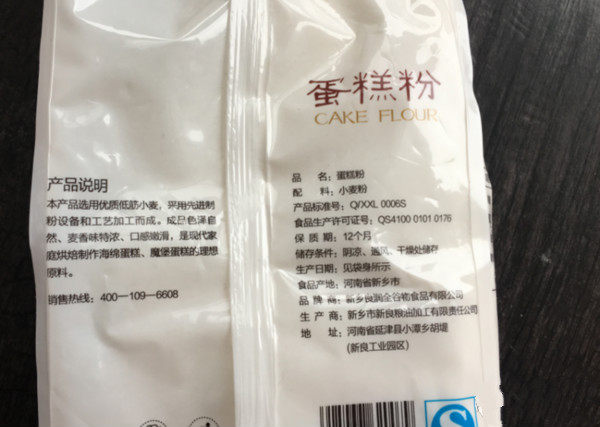 蛋糕粉
CAKE FLOUR
产品说明
本产品选用优质低筋小麦，采用先进制
粉设备和工艺加工而成。成品色泽自
然、麦香味特浓、口感嫩滑，是现代家
庭烘焙制作海绵蛋糕、魔堡蛋糕的理想
原料。
销售热线：400—109—6608
品 名：蛋糕粉
配 料：小麦粉
产品标准号：Q/XXL 0006S
食品生产许可证号：QS4100 0101 0176
保 质 期：12个月
储存条件：阴凉、通风、干燥处储存
生产日期：见袋身所示
食品产地：河南省新乡市
品 牌 商：新乡良润全谷物食品有限公司
生 产 商：新乡市新良粮油加工有限责任公司
地 址：河南省延津县小潭乡胡堤
(新良工业园区)